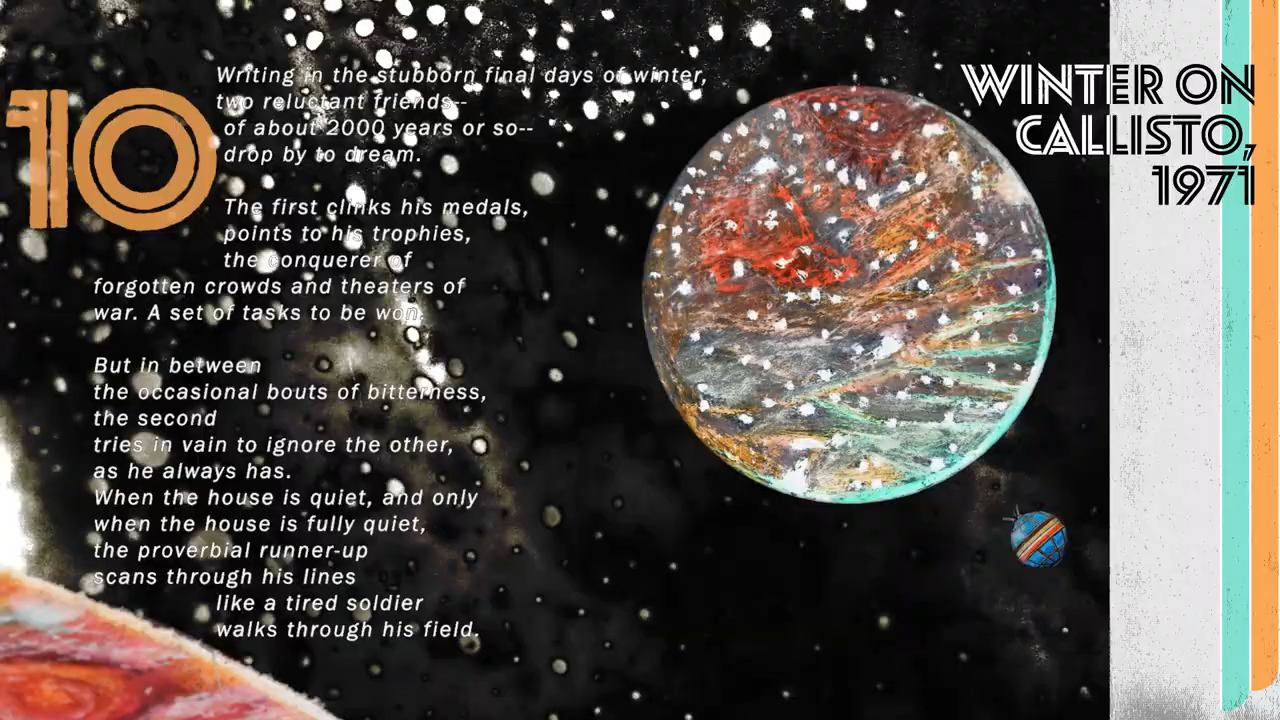 10
Writing in the stubborn final days of winter,
two reluctant friends--
of about 2000 years or so--
drop by to dream.
The first clinks his medals,
points to his trophies,
the conquerer of
forgotten crowds and theaters of
war. A set of tasks to be won.
But in between
the occasional bouts of bitterness,
the second
tries in vain to ignore the other,
as he always has.
When the house is quiet, and only
when the house is fully quiet,
the proverbial runner-up
scans through his lines
like a tired soldier
walks through his field.
WINTER ON
CALLISTO,
1971